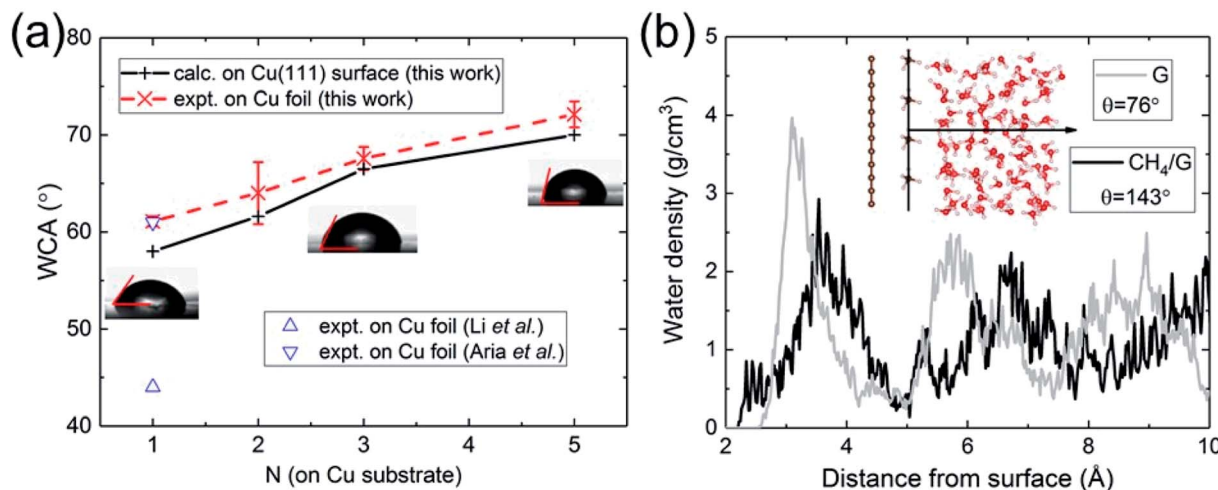 (a)
calc. on Cu(111) surface (this work)
expt. on Cu foil (this work)
80
70
60
50
40
WCA (°)
expt. on Cu foil (Li et al.)
expt. on Cu foil (Aria et al.)
1 2 3 4 5
N (on Cu substrate)
(b)
5
4
3
2
1
0
Water density (g/cm³)
G
θ=76°
CH₄/G
θ=143°
2 4 6 8 10
Distance from surface (Å)